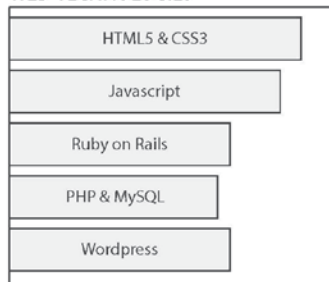 HTML5 & CSS3
Javascript
Ruby on Rails
PHP & MySQL
Wordpress